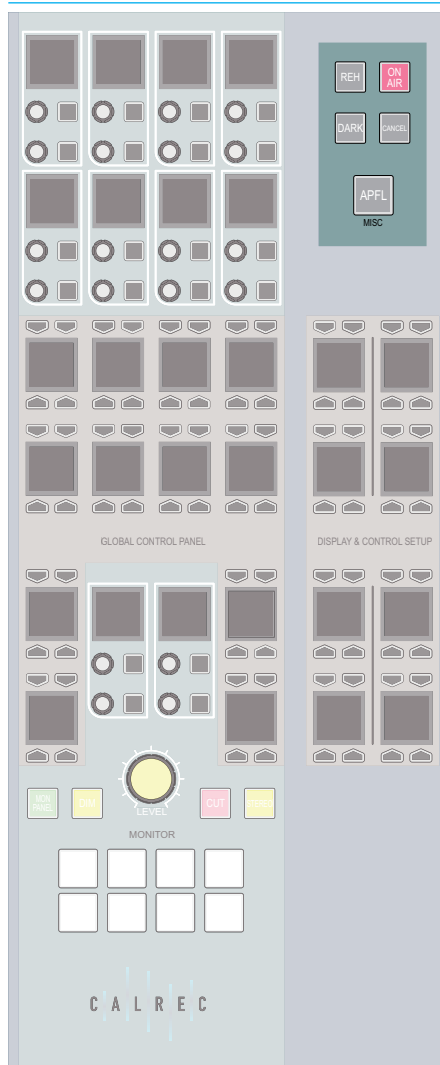 REH
ON
AIR
DARK
CANCEL
APFL
MISC
GLOBAL CONTROL PANEL
DISPLAY & CONTROL SETUP
MON
PANEL
DIM
LEVEL
CUT
STEREO
MONITOR
CALREC